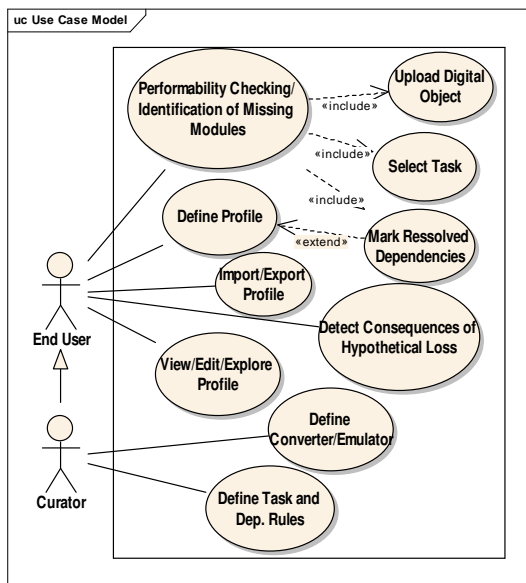 uc Use Case Model
Performability Checking/
Identification of Missing
Modules
Upload Digital
Object
«include»
«include»
Select Task
«include»
Define Profile
«extend»
Mark Ressolved
Dependencies
Import/Export
Profile
End User
Detect Consequences of
Hypothetical Loss
View/Edit/Explore
Profile
Define
Converter/Emulator
Curator
Define Task and
Dep. Rules